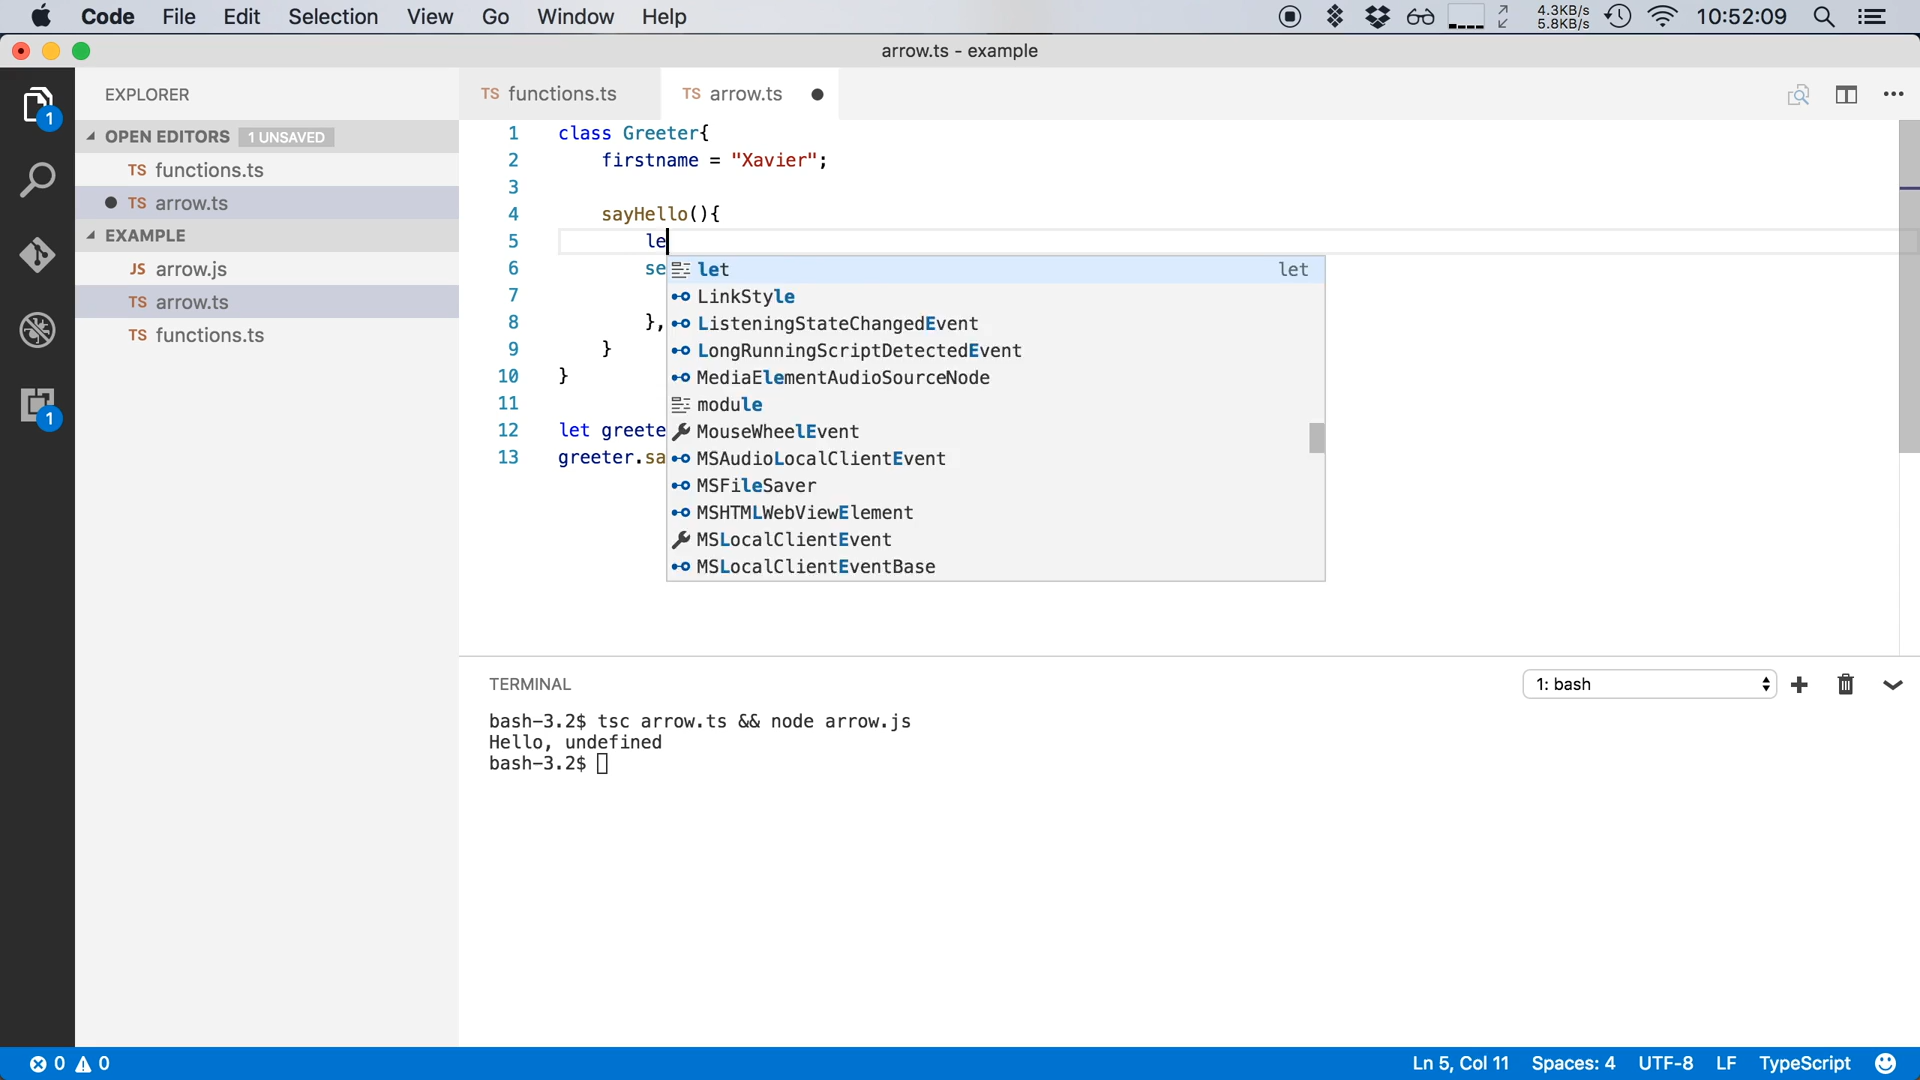 Code File Edit Selection View Go Window Help 4.3KB/s 5.8KB/s 10:52:09
arrow.ts - example
EXPLORER
OPEN EDITORS 1 UNSAVED
TS functions.ts
TS arrow.ts
EXAMPLE
JS arrow.js
TS arrow.ts
TS functions.ts
1
1
TS functions.ts TS arrow.ts
1 class Greeter{
2 firstname = "Xavier";
3
4 sayHello(){
5 le
6 se
7
8 },
9 }
10 }
11
12 let greete
13 greeter.sa
let let
LinkStyle
ListeningStateChangedEvent
LongRunningScriptDetectedEvent
MediaElementAudioSourceNode
module
MouseWheelEvent
MSAudioLocalClientEvent
MSFileSaver
MSHTMLWebViewElement
MSLocalClientEvent
MSLocalClientEventBase
TERMINAL 1: bash
bash-3.2$ tsc arrow.ts && node arrow.js
Hello, undefined
bash-3.2$
0 0 Ln 5, Col 11 Spaces: 4 UTF-8 LF TypeScript